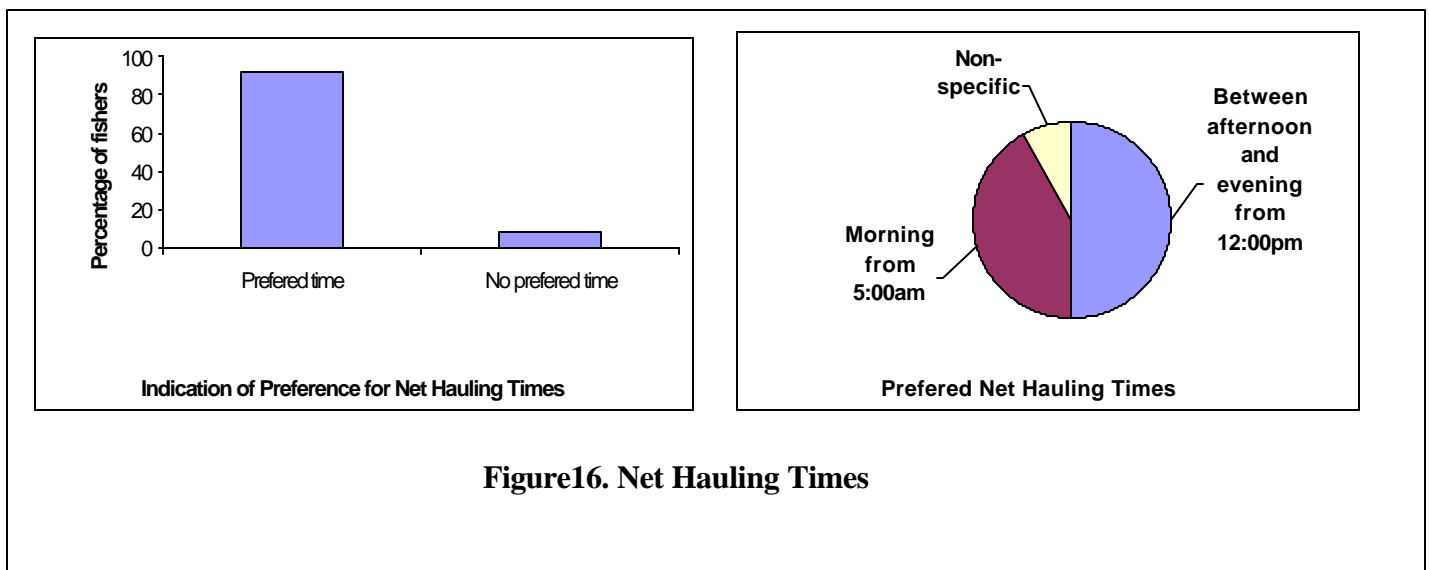 100
80
60
40
20
0
Percentage of fishers
Prefered time
No prefered time
Indication of Preference for Net Hauling Times
Non-
specific
Between
afternoon
and
evening
from
12:00pm
Morning
from
5:00am
Prefered Net Hauling Times
Figure16. Net Hauling Times